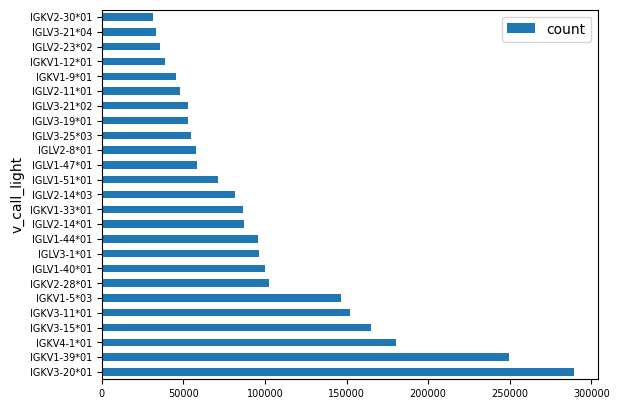 count
v_call_light
IGKV2-30*01
IGLV3-21*04
IGLV2-23*02
IGKV1-12*01
IGKV1-9*01
IGLV2-11*01
IGLV3-21*02
IGLV3-19*01
IGLV3-25*03
IGLV2-8*01
IGLV1-47*01
IGLV1-51*01
IGLV2-14*03
IGKV1-33*01
IGLV2-14*01
IGLV1-44*01
IGLV3-1*01
IGLV1-40*01
IGKV2-28*01
IGKV1-5*03
IGKV3-11*01
IGKV3-15*01
IGKV4-1*01
IGKV1-39*01
IGKV3-20*01
0 50000 100000 150000 200000 250000 300000